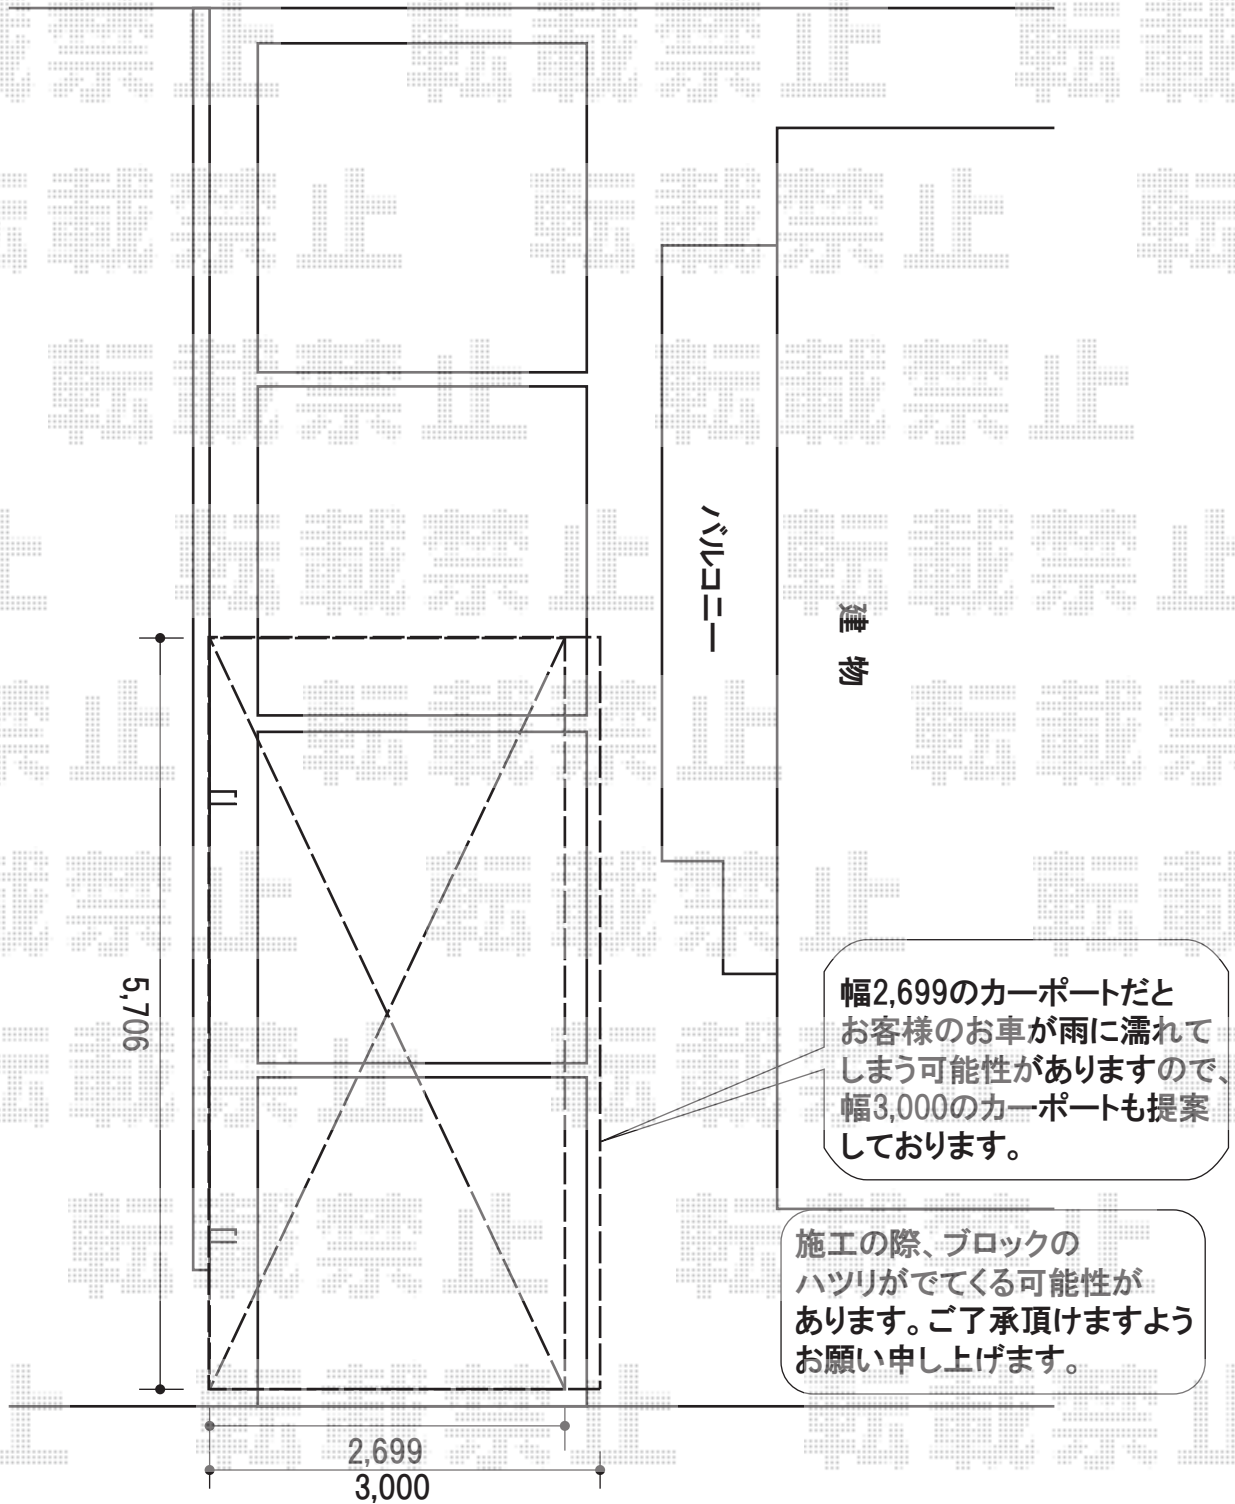 転載禁止
バルコニー
建物
5,706
幅2,699のカーポートだと
お客様のお車が雨に濡れて
しまう可能性がありますので、
幅3,000のカーポートも提案
しております。
施工の際、ブロックの
ハツリがでてくる可能性が
あります。ご了承頂けますよう
お願い申し上げます。
2,699
3,000